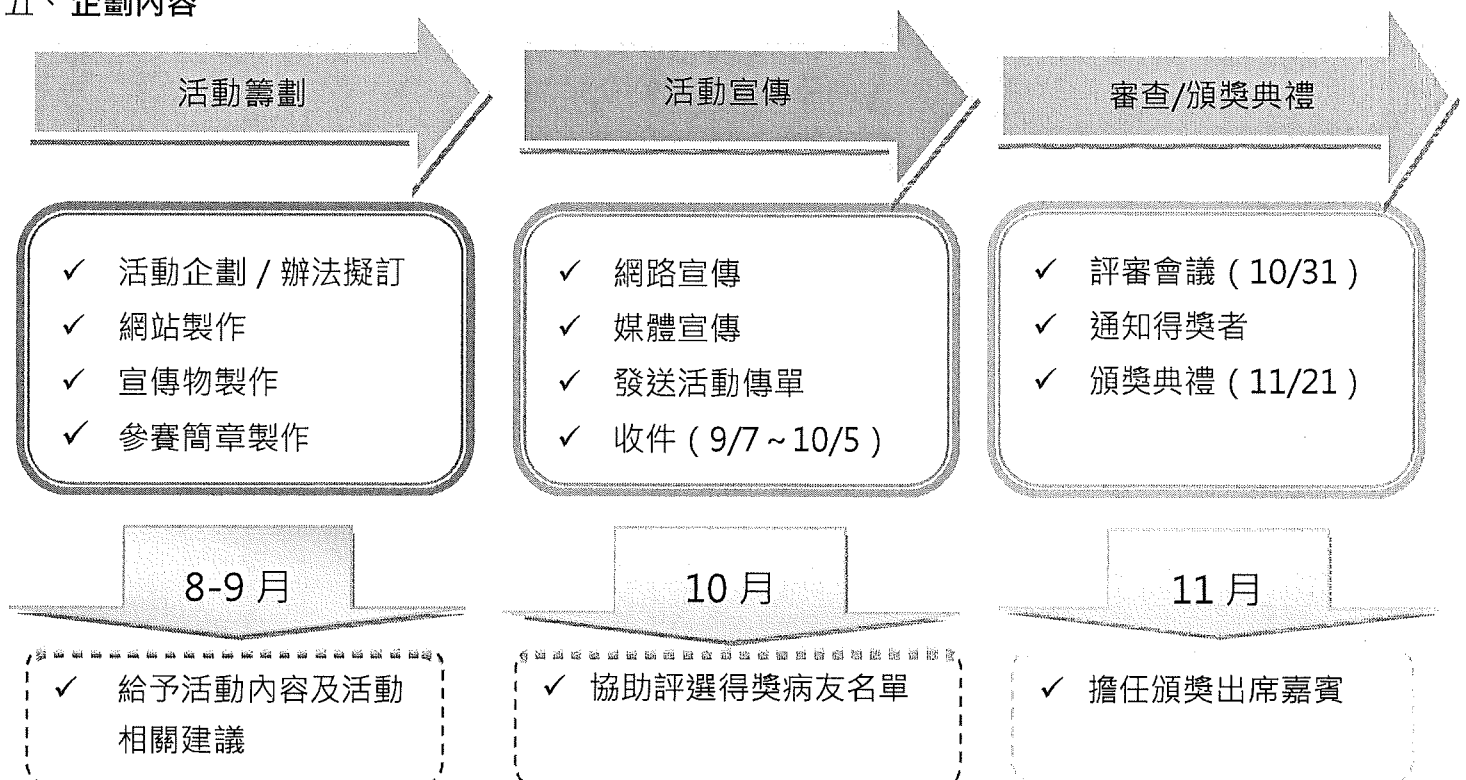 五、企劃內容
活動籌劃
活動宣傳
審查/頒獎典禮
✓ 活動企劃 / 辦法擬訂
✓ 網站製作
✓ 宣傳物製作
✓ 參賽簡章製作
✓ 網路宣傳
✓ 媒體宣傳
✓ 發送活動傳單
✓ 收件 ( 9/7 ~ 10/5 )
✓ 評審會議 ( 10/31 )
✓ 通知得獎者
✓ 頒獎典禮 ( 11/21 )
8-9 月
10 月
11 月
✓ 給予活動內容及活動
相關建議
✓ 協助評選得獎病友名單
✓ 擔任頒獎出席嘉賓